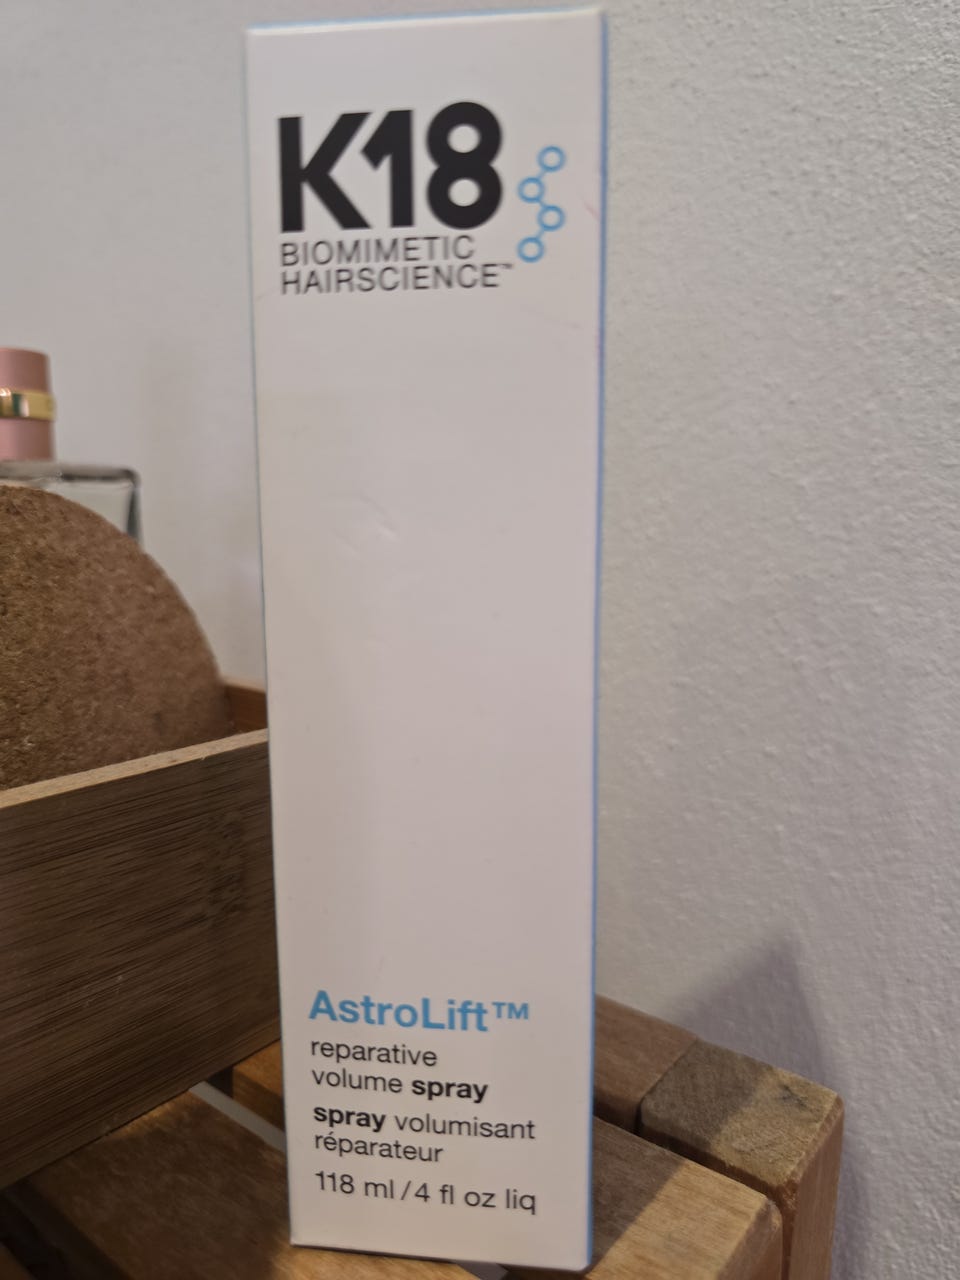 K18
BIOMIMETIC
HAIRSCIENCE™
AstroLift™
reparative
volume spray
spray volumisant
réparateur
118 ml / 4 fl oz liq